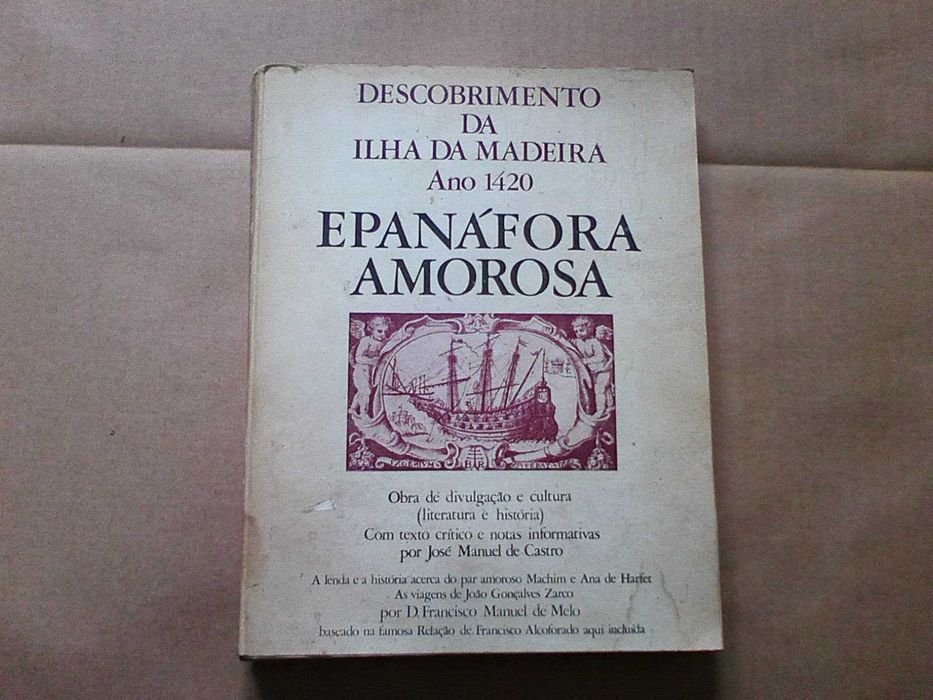 DESCOBRIMENTO
DA
ILHA DA MADEIRA
Ano 1420
EPANÁFORA
AMOROSA
B R
Obra de divulgação e cultura
(literatura e história)
Com texto crítico e notas informativas
por José Manuel de Castro
A lenda e a história acerca do par amoroso Machim e Ana de Harfet
As viagens de João Gonçalves Zarco
por D. Francisco Manuel de Melo
baseado na famosa Relação de Francisco Alcoforado aqui incluída